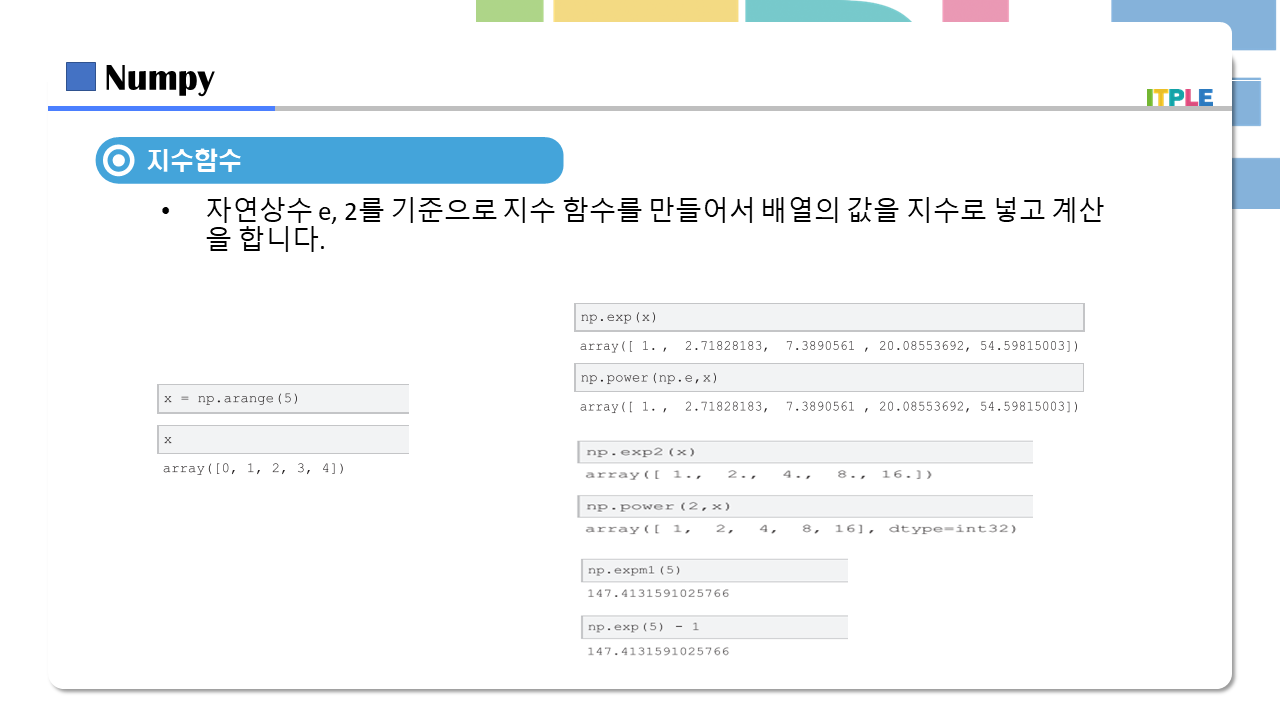 Numpy
ITPLE
지수함수
• 자연상수 e, 2를 기준으로 지수 함수를 만들어서 배열의 값을 지수로 넣고 계산
을 합니다.
x = np.arange(5)
x
array([0, 1, 2, 3, 4])
np.exp(x)
array([ 1. , 2.71828183, 7.3890561 , 20.08553692, 54.59815003])
np.power(np.e,x)
array([ 1. , 2.71828183, 7.3890561 , 20.08553692, 54.59815003])
np.exp2(x)
array([ 1., 2., 4., 8., 16.])
np.power(2,x)
array([ 1, 2, 4, 8, 16], dtype=int32)
np.expm1(5)
147.4131591025766
np.exp(5) - 1
147.4131591025766